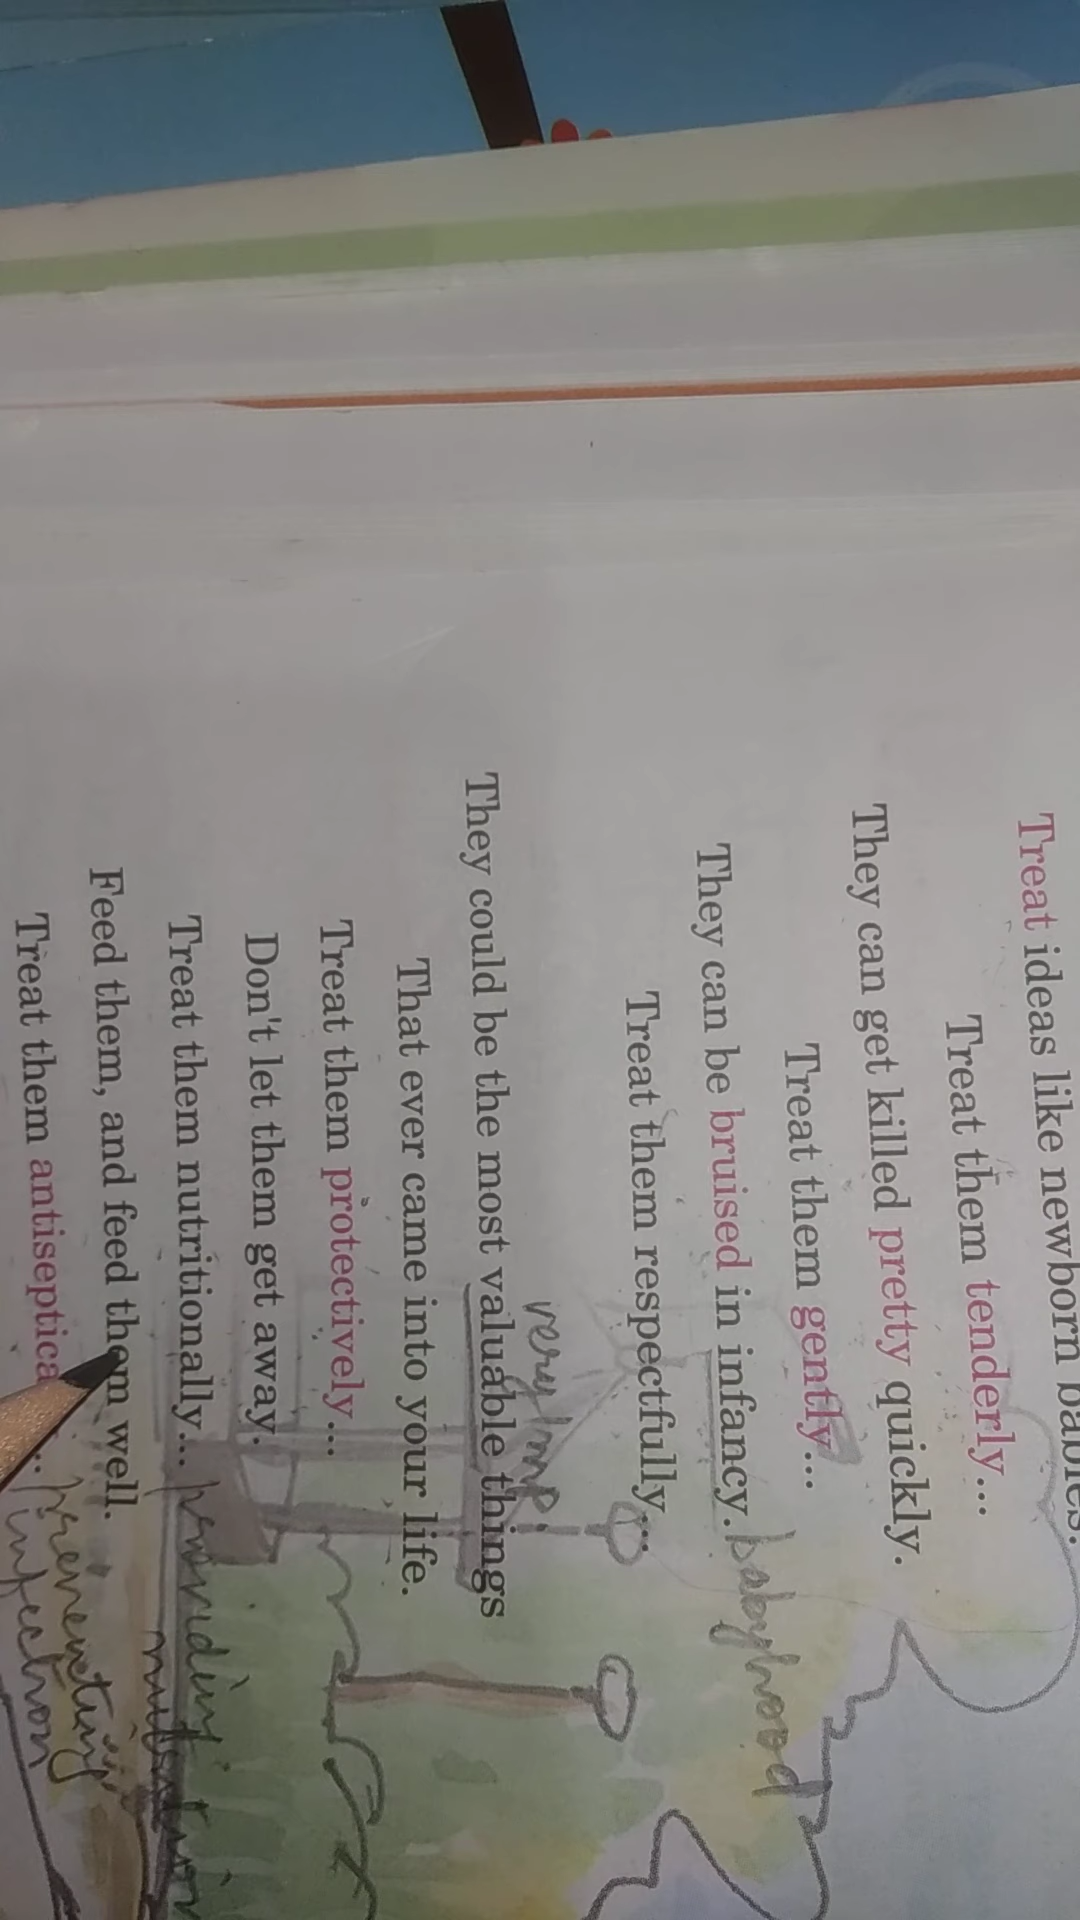 Treat ideas like newborn babies.
Treat them tenderly...
They can get killed pretty quickly.
Treat them gently...
They can be bruised in infancy. babyhood
Treat them respectfully...
very imp
They could be the most valuable things
That ever came into your life.
Treat them protectively...
Don't let them get away.
Treat them nutritionally...
Feed them, and feed them well.
Treat them antiseptica ...
preventing
infection